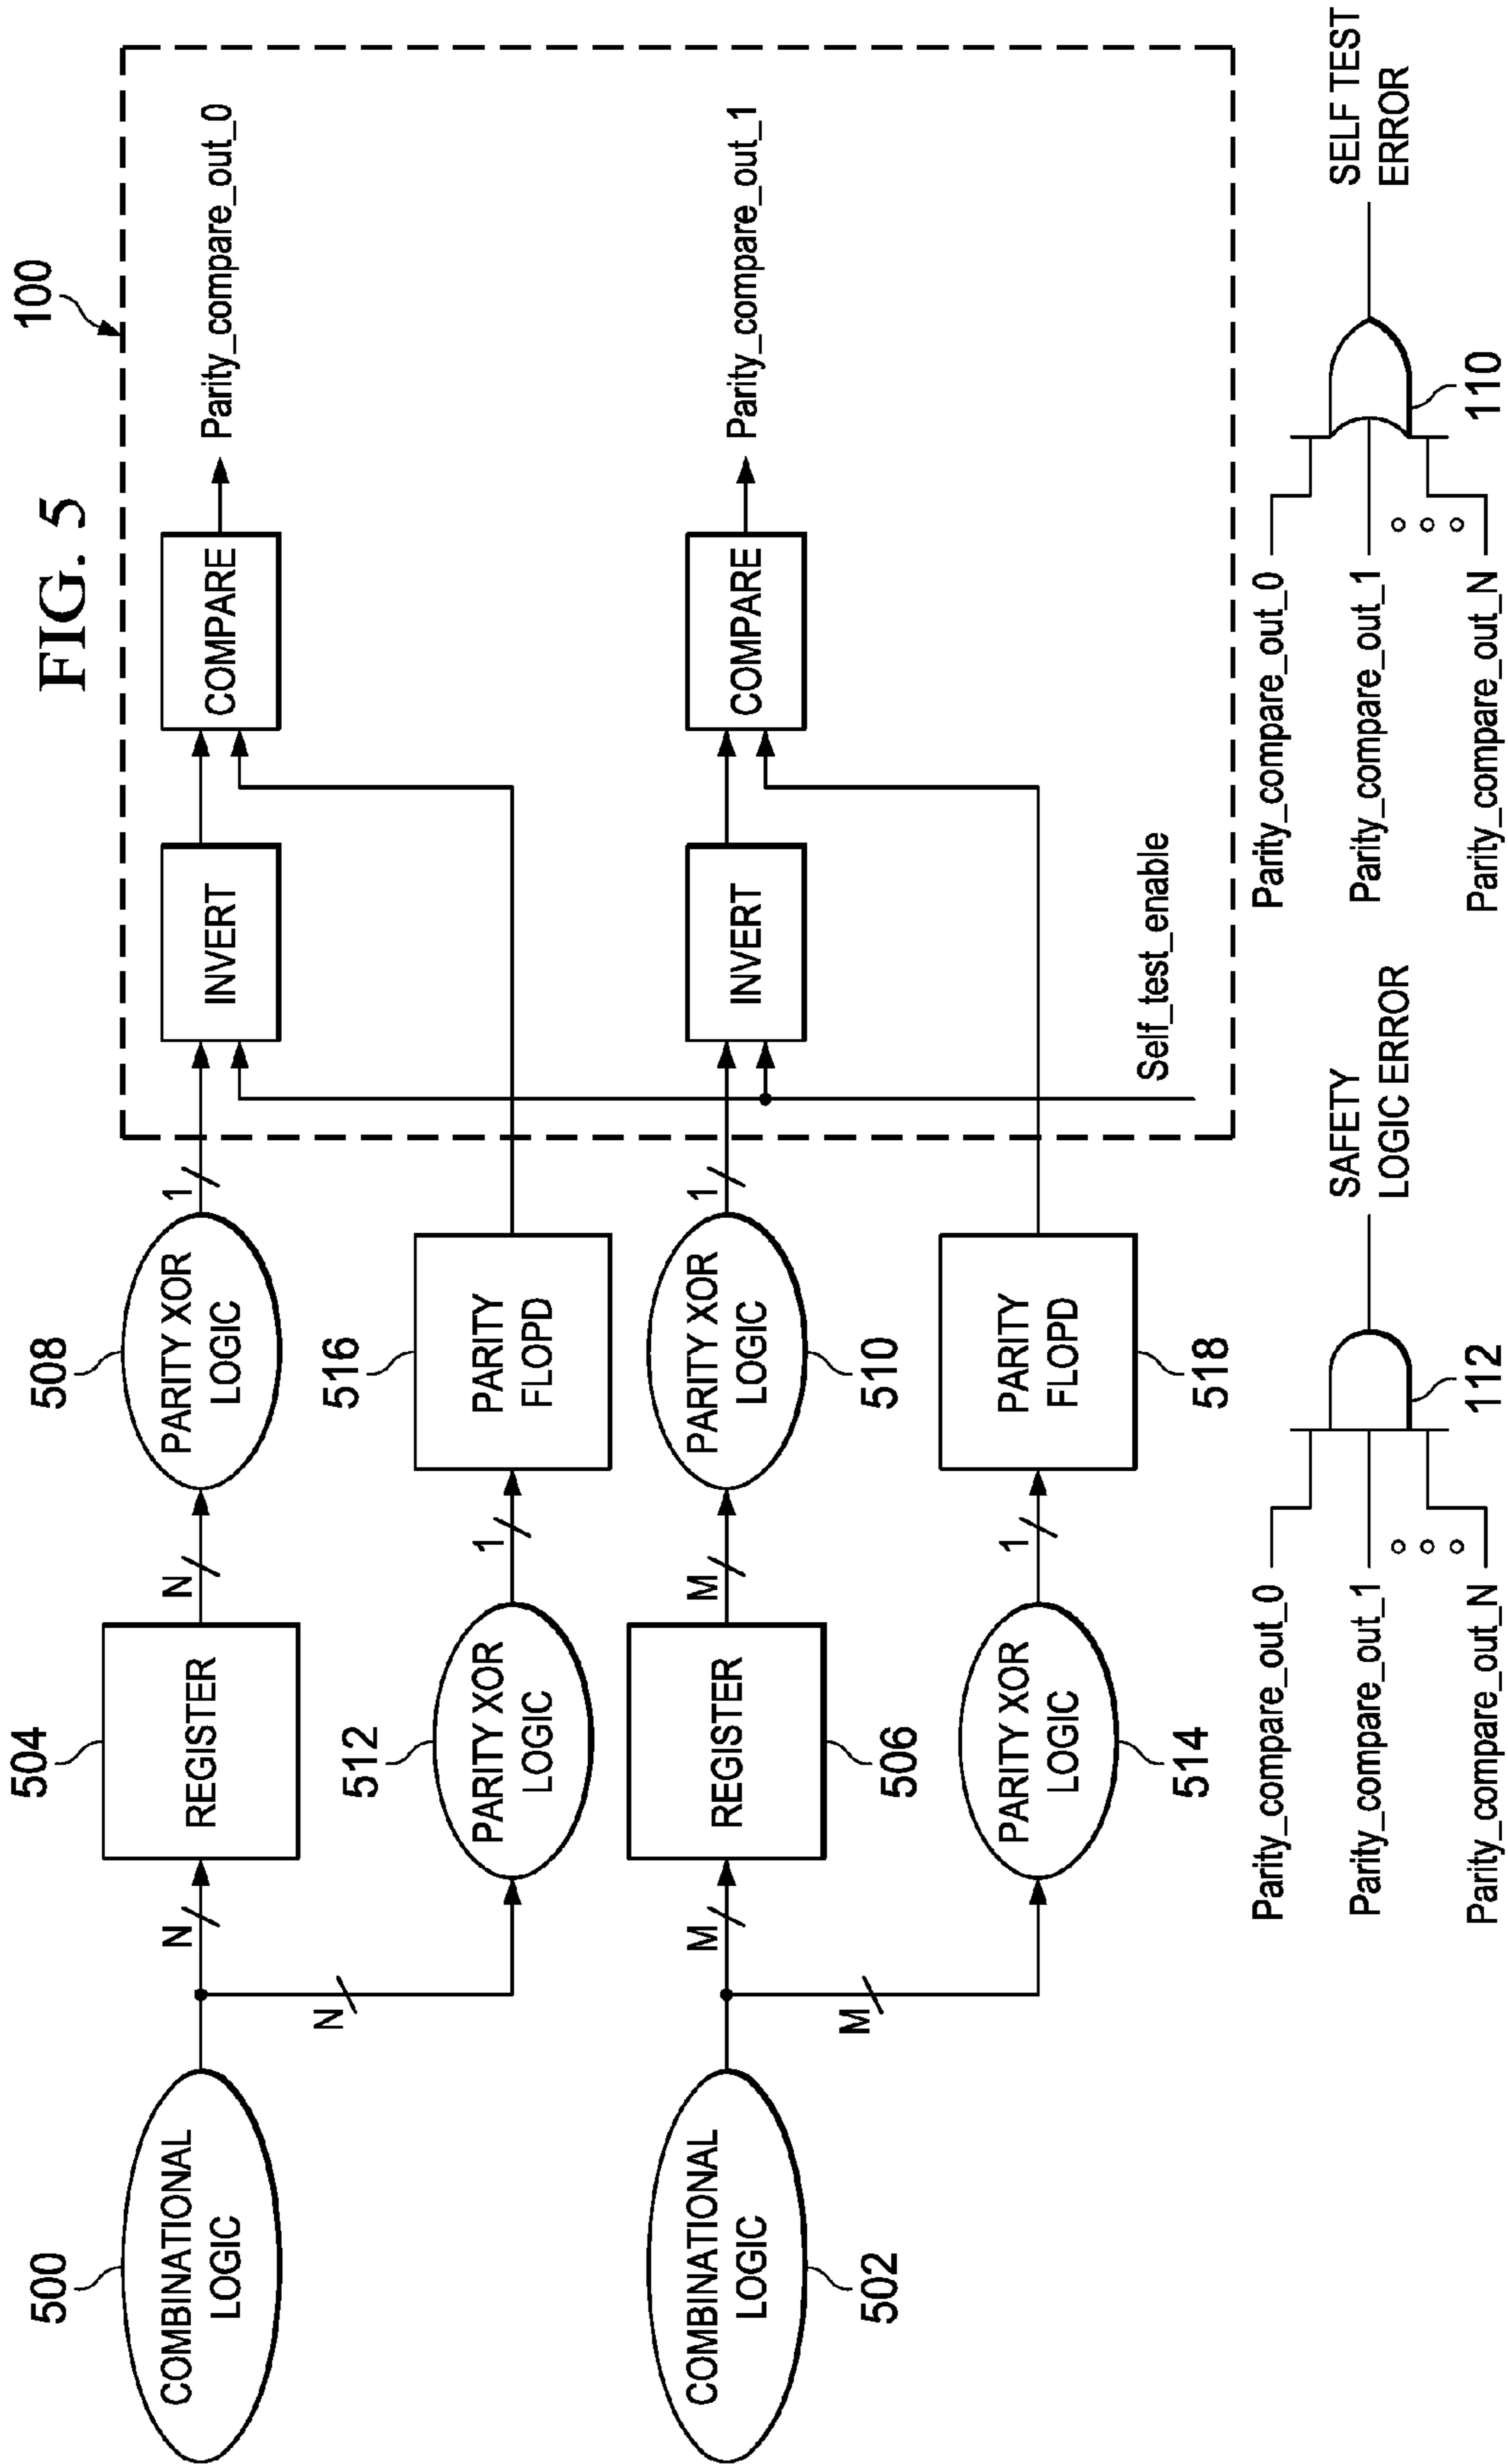 FIG. 5
100
500
COMBINATIONAL
LOGIC
N
N
504
REGISTER
N
508
PARITY XOR
LOGIC
1
INVERT
COMPARE
Parity_compare_out_0
512
PARITY XOR
LOGIC
1
516
PARITY
FLOPD
COMBINATIONAL
LOGIC
502
M
M
REGISTER
506
M
PARITY XOR
LOGIC
510
1
INVERT
COMPARE
Parity_compare_out_1
PARITY XOR
LOGIC
514
1
PARITY
FLOPD
518
Self_test_enable
Parity_compare_out_0
Parity_compare_out_1
Parity_compare_out_N
112
SAFETY
LOGIC ERROR
Parity_compare_out_0
Parity_compare_out_1
Parity_compare_out_N
110
SELF TEST
ERROR